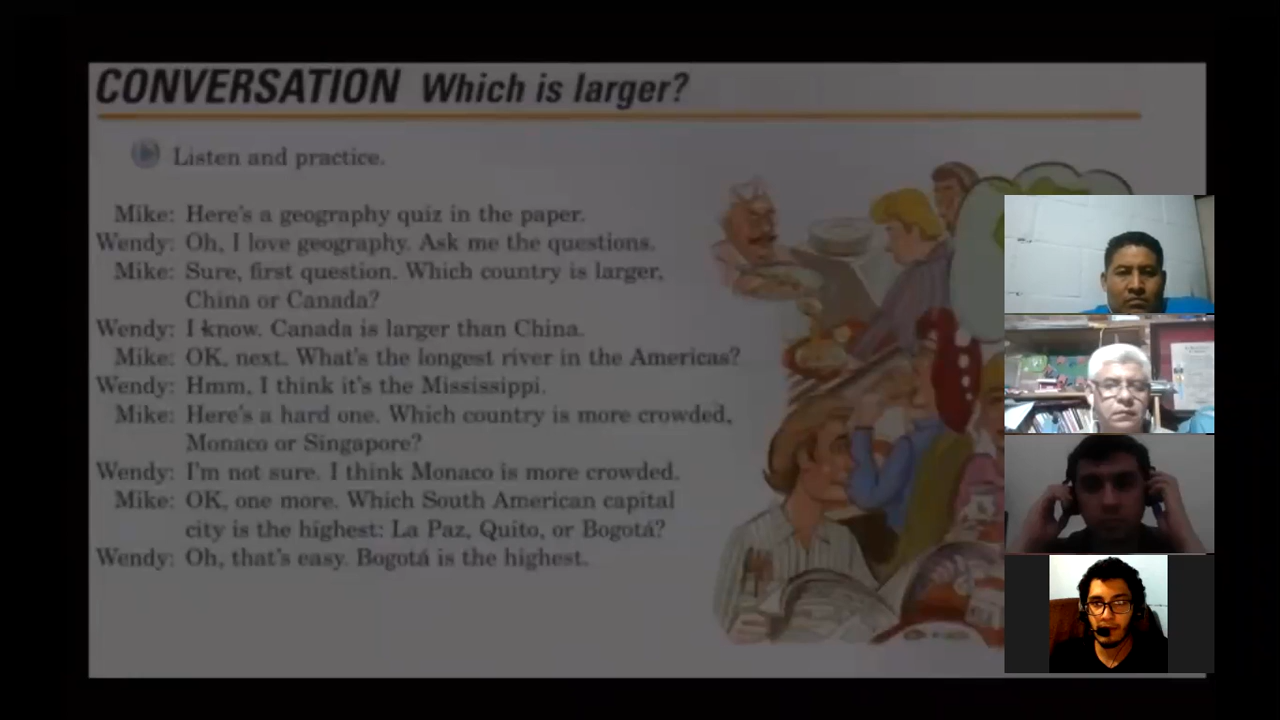 CONVERSATION Which is larger?
Listen and practice.
Mike: Here's a geography quiz in the paper.
Wendy: Oh, I love geography. Ask me the questions.
Mike: Sure, first question. Which country is larger,
China or Canada?
Wendy: I know. Canada is larger than China.
Mike: OK, next. What's the longest river in the Americas?
Wendy: Hmm, I think it's the Mississippi.
Mike: Here's a hard one. Which country is more crowded,
Monaco or Singapore?
Wendy: I'm not sure. I think Monaco is more crowded.
Mike: OK, one more. Which South American capital
city is the highest: La Paz, Quito, or Bogotá?
Wendy: Oh, that's easy. Bogotá is the highest.